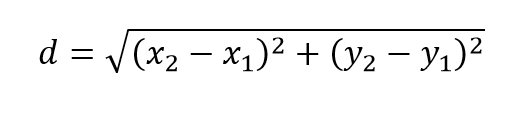 d = √((x₂ − x₁)² + (y₂ − y₁)²)